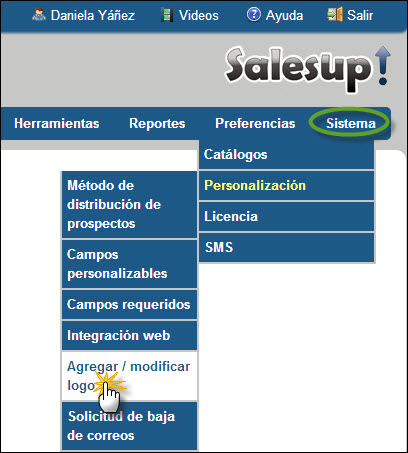 Daniela Yáñez Videos Ayuda Salir
Salesup!
Herramientas Reportes Preferencias Sistema
Catálogos
Personalización
Licencia
SMS
Método de
distribución de
prospectos
Campos
personalizables
Campos requeridos
Integración web
Agregar / modificar
logo
Solicitud de baja
de correos